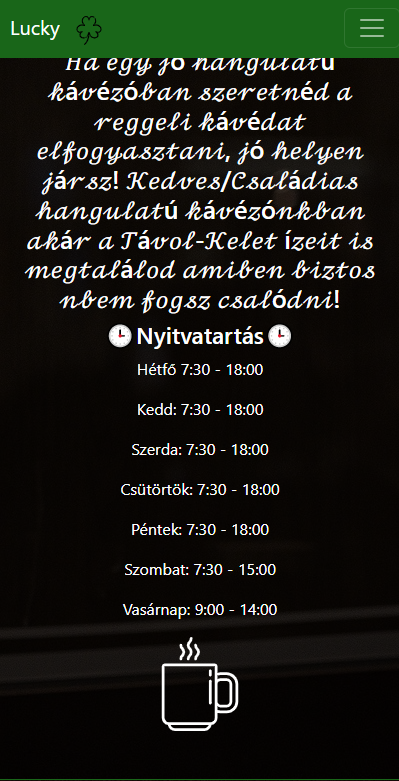 Lucky
Ha egy jó hangulatú
kávézóban szeretnéd a
reggeli kávédat
elfogyasztani, jó helyen
jársz! Kedves/Családias
hangulatú kávézónkban
akár a Távol-Kelet ízeit is
megtalálod amiben biztos
nbem fogsz csalódni!
🕒 Nyitvatartás 🕒
Hétfő 7:30 - 18:00
Kedd: 7:30 - 18:00
Szerda: 7:30 - 18:00
Csütörtök: 7:30 - 18:00
Péntek: 7:30 - 18:00
Szombat: 7:30 - 15:00
Vasárnap: 9:00 - 14:00